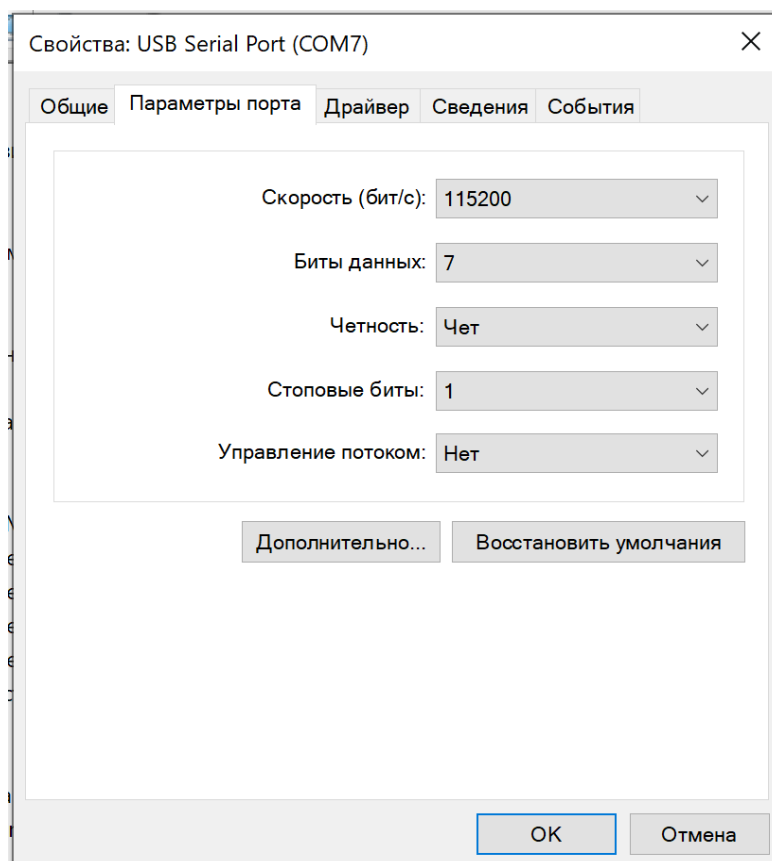 Свойства: USB Serial Port (COM7)
Общие Параметры порта Драйвер Сведения События
Скорость (бит/с): 115200
Биты данных: 7
Четность: Чет
Стоповые биты: 1
Управление потоком: Нет
Дополнительно... Восстановить умолчания
OK Отмена